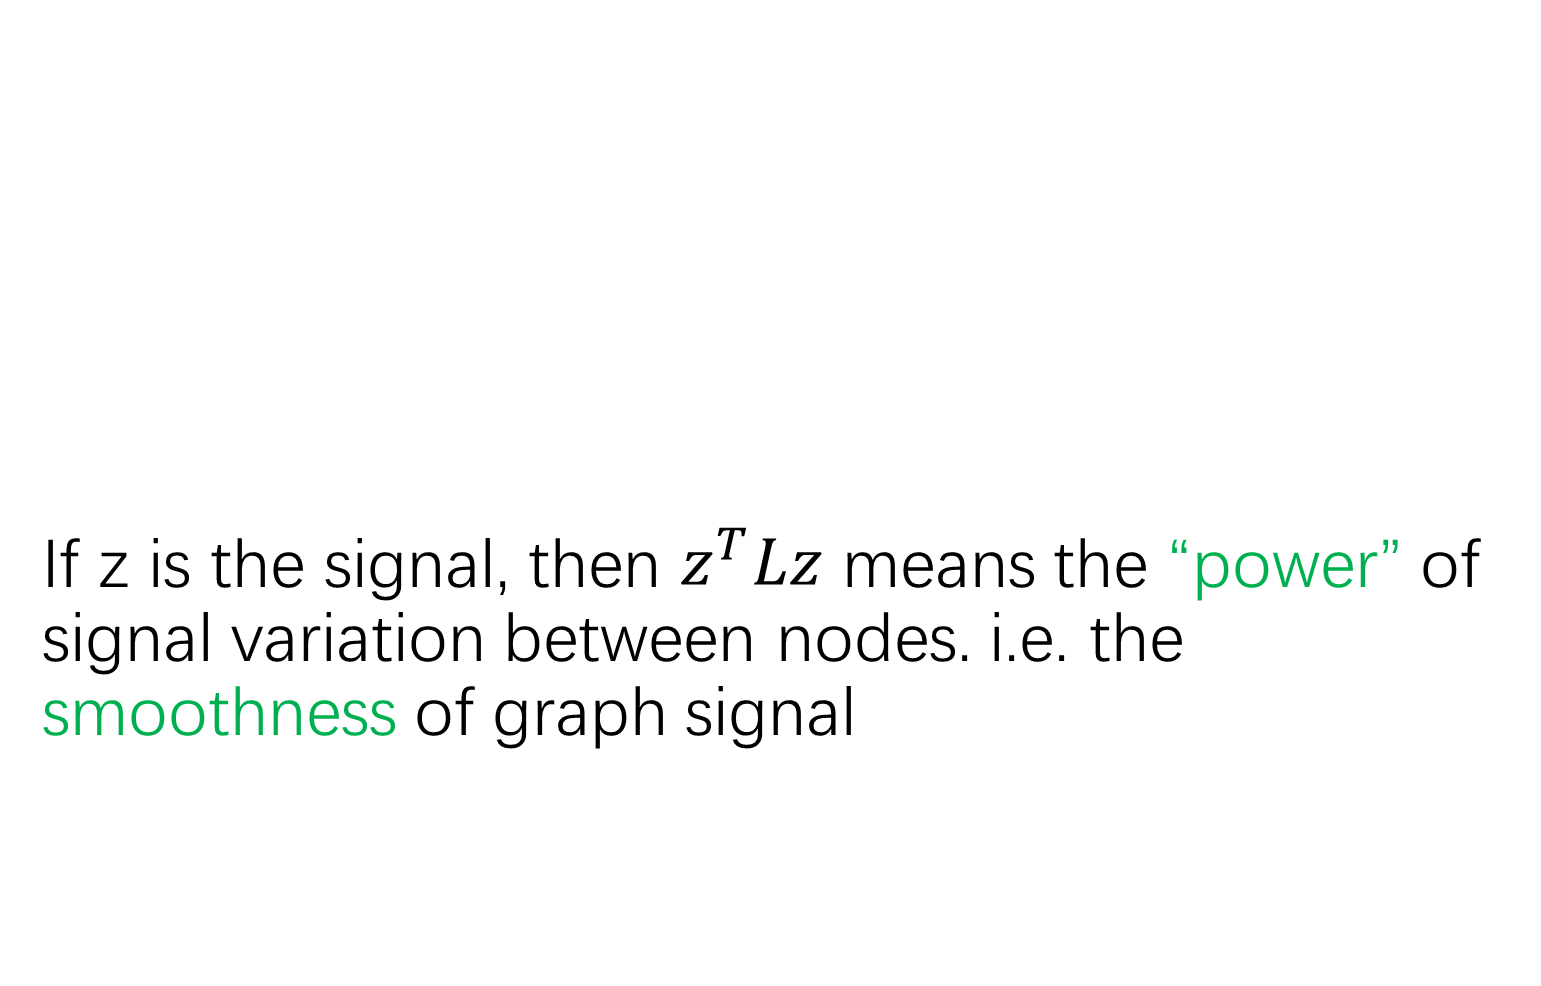 If z is the signal, then $z^T Lz$ means the “power” of
signal variation between nodes. i.e. the
smoothness of graph signal